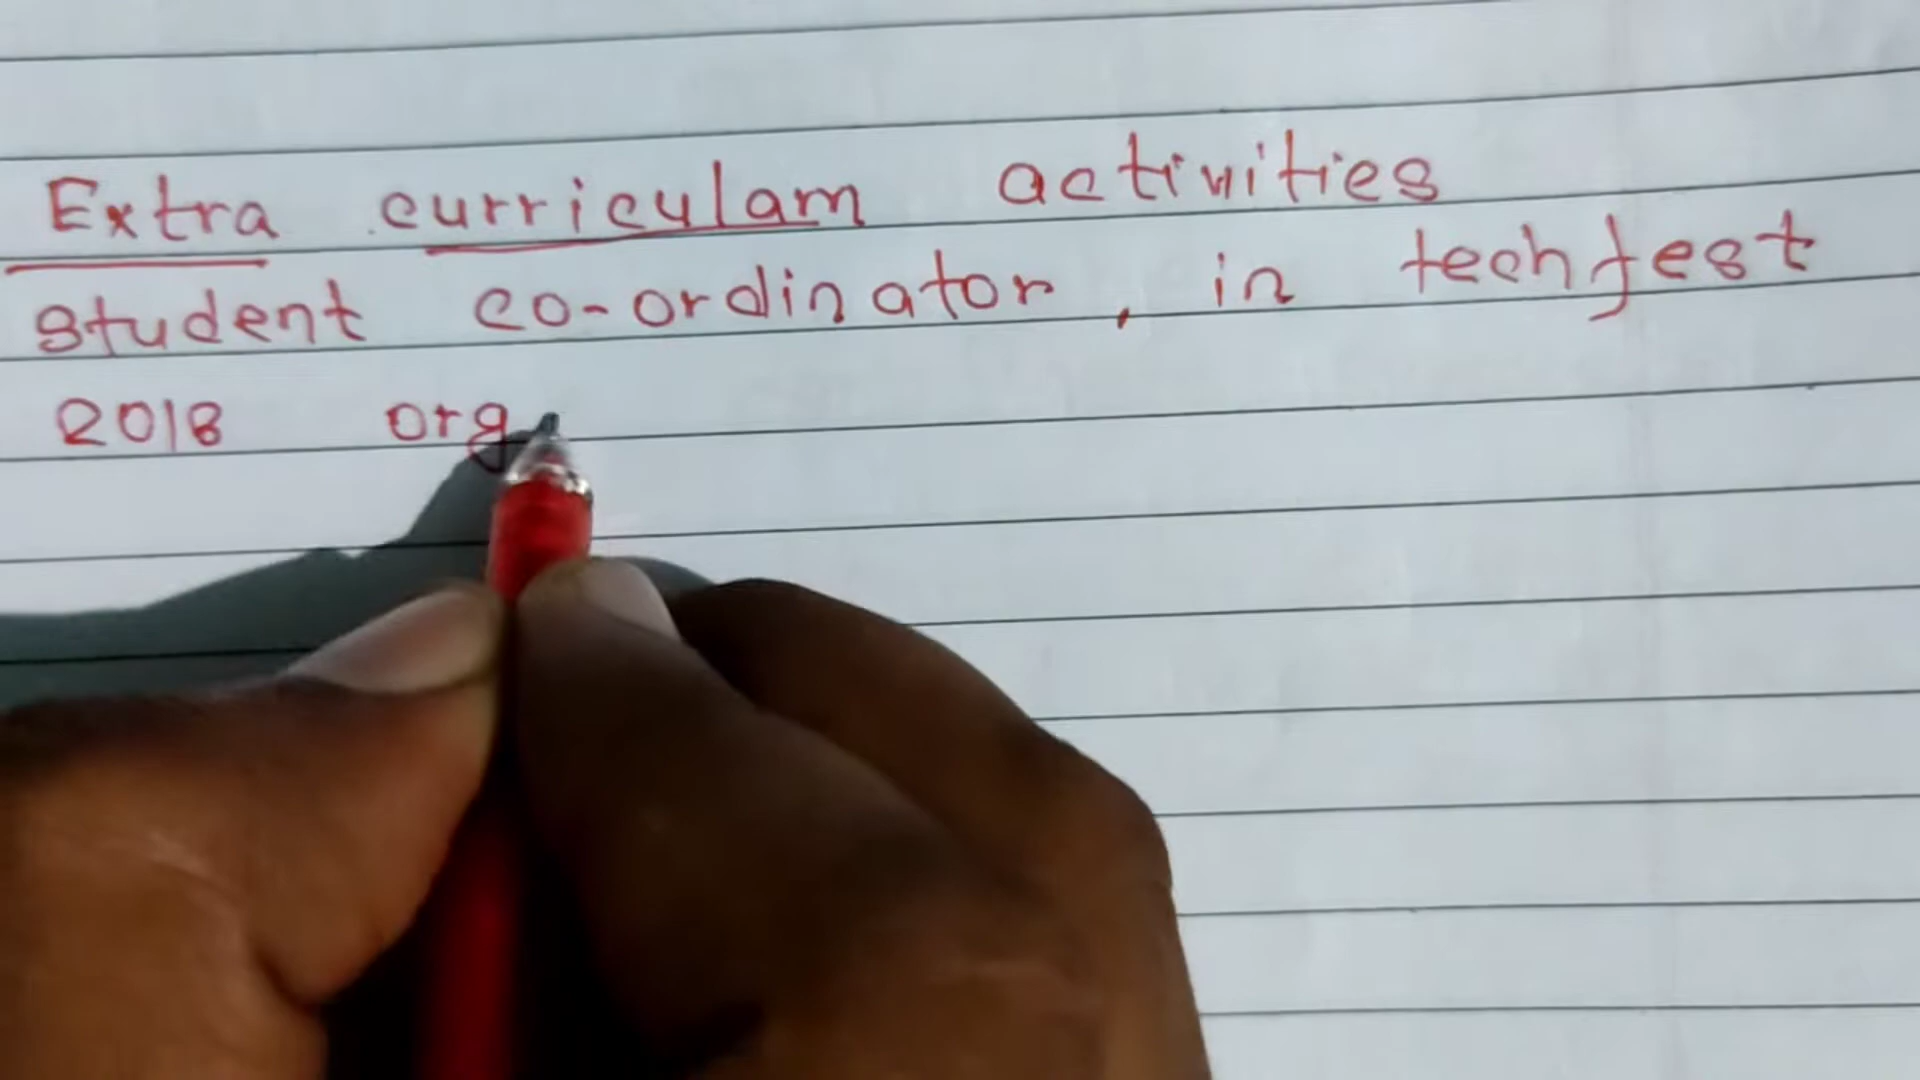 Extra curriculam activities
student co-ordinator, in techfest
2018 org